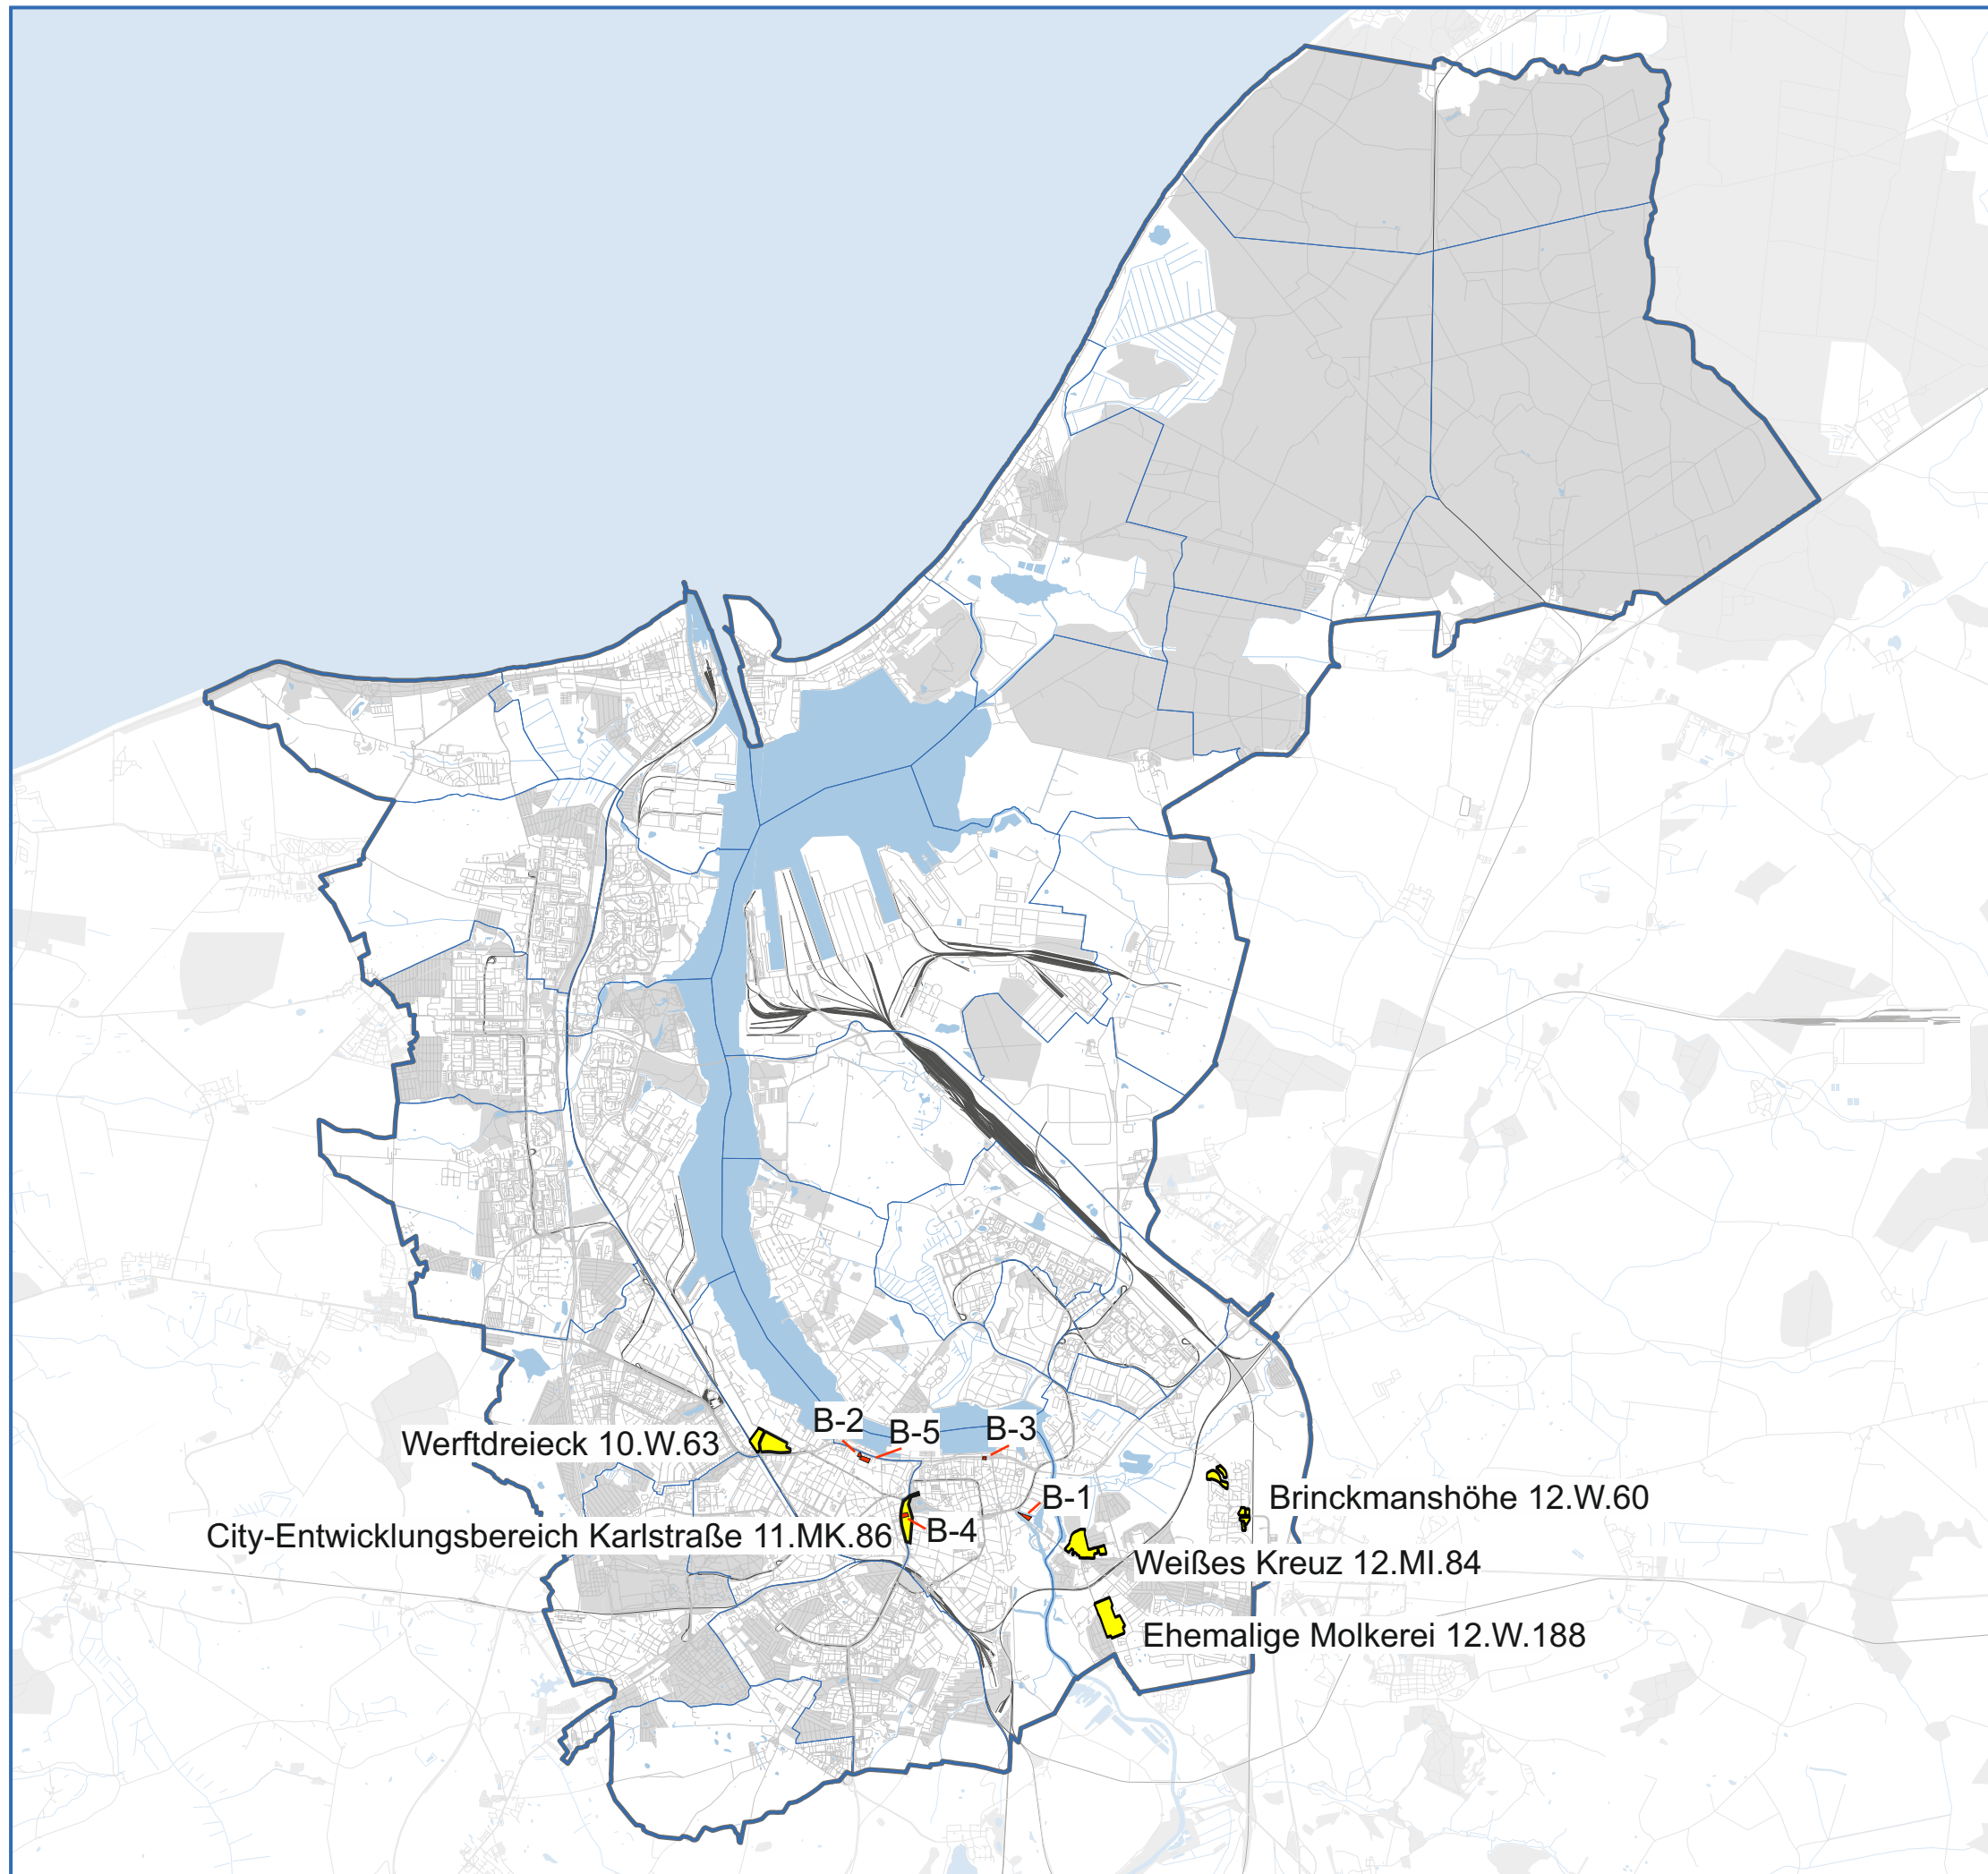 B-2
B-5
B-3
Werftdreieck 10.W.63
B-1
Brinckmanshöhe 12.W.60
City-Entwicklungsbereich Karlstraße 11.MK.86
B-4
Weißes Kreuz 12.MI.84
Ehemalige Molkerei 12.W.188